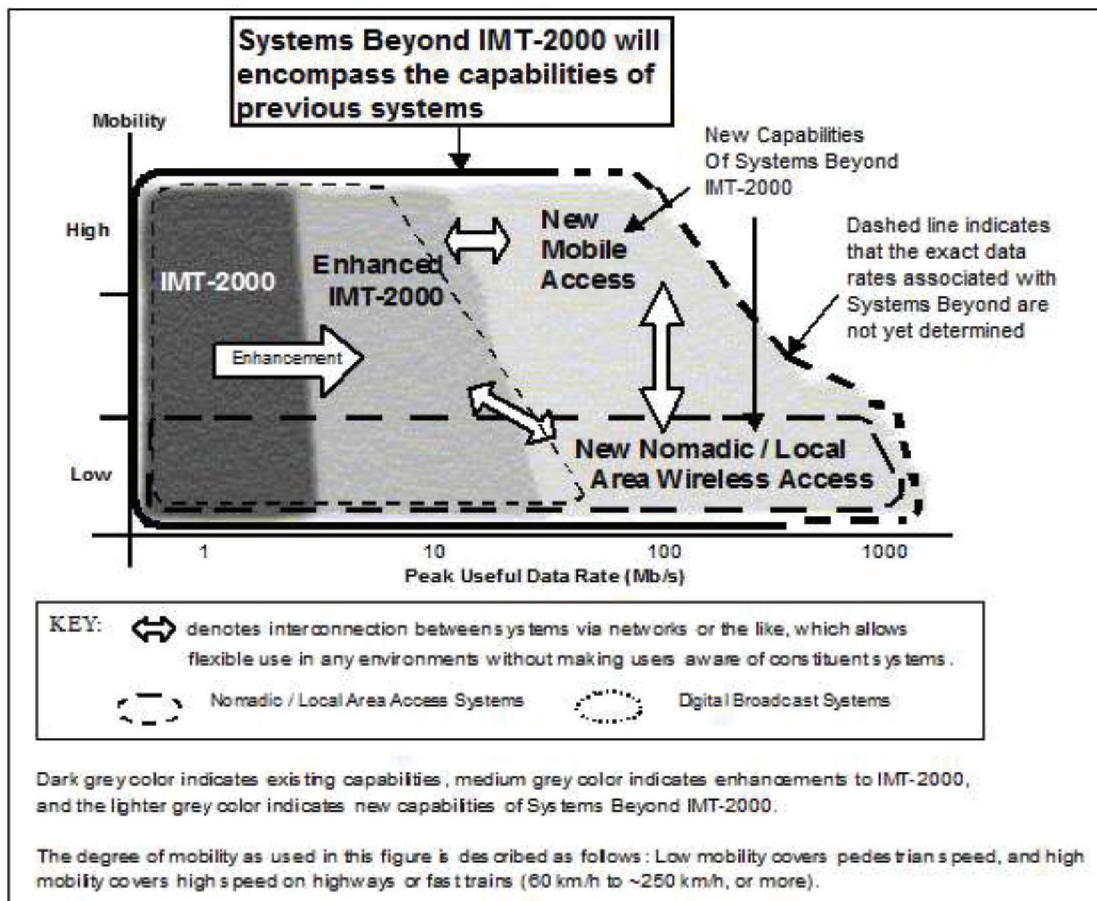 Systems Beyond IMT-2000 will
encompass the capabilities of
previous systems
Mobility
New Capabilities
Of Systems Beyond
IMT-2000
High
New
Mobile
Access
Dashed line indicates
that the exact data
rates associated with
Systems Beyond are
not yet determined
IMT-2000
Enhanced
IMT-2000
Enhancement
Low
New Nomadic / Local
Area Wireless Access
1
10
100
1000
Peak Useful Data Rate (Mb/s)
KEY:
denotes interconnection between systems via networks or the like, which allows
flexible use in any environments without making users aware of constituent systems.
Nomadic / Local Area Access Systems
Digital Broadcast Systems
Dark grey color indicates existing capabilities, medium grey color indicates enhancements to IMT-2000,
and the lighter grey color indicates new capabilities of Systems Beyond IMT-2000.
The degree of mobility as used in this figure is described as follows: Low mobility covers pedestrian speed, and high
mobility covers high speed on highways or fast trains (60 km/h to ~250 km/h, or more).